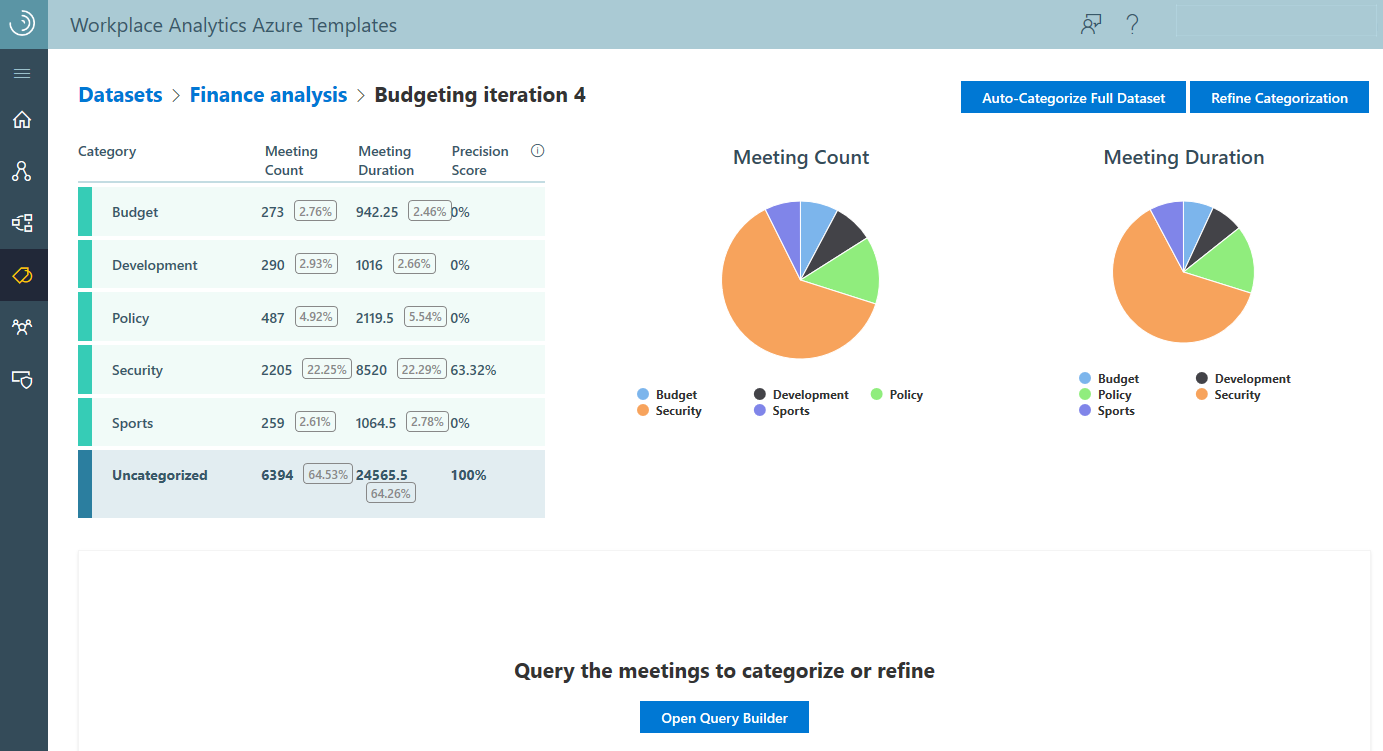 Workplace Analytics Azure Templates
Datasets > Finance analysis > Budgeting iteration 4
Auto-Categorize Full Dataset
Refine Categorization
Category Meeting Count Meeting Duration Precision Score
Budget 273 2.76% 942.25 2.46% 0%
Development 290 2.93% 1016 2.66% 0%
Policy 487 4.92% 2119.5 5.54% 0%
Security 2205 22.25% 8520 22.29% 63.32%
Sports 259 2.61% 1064.5 2.78% 0%
Uncategorized 6394 64.53% 24565.5 100%
64.26%
Meeting Count
Budget Development Policy
Security Sports
Meeting Duration
Budget Development
Policy Security
Sports
Query the meetings to categorize or refine
Open Query Builder